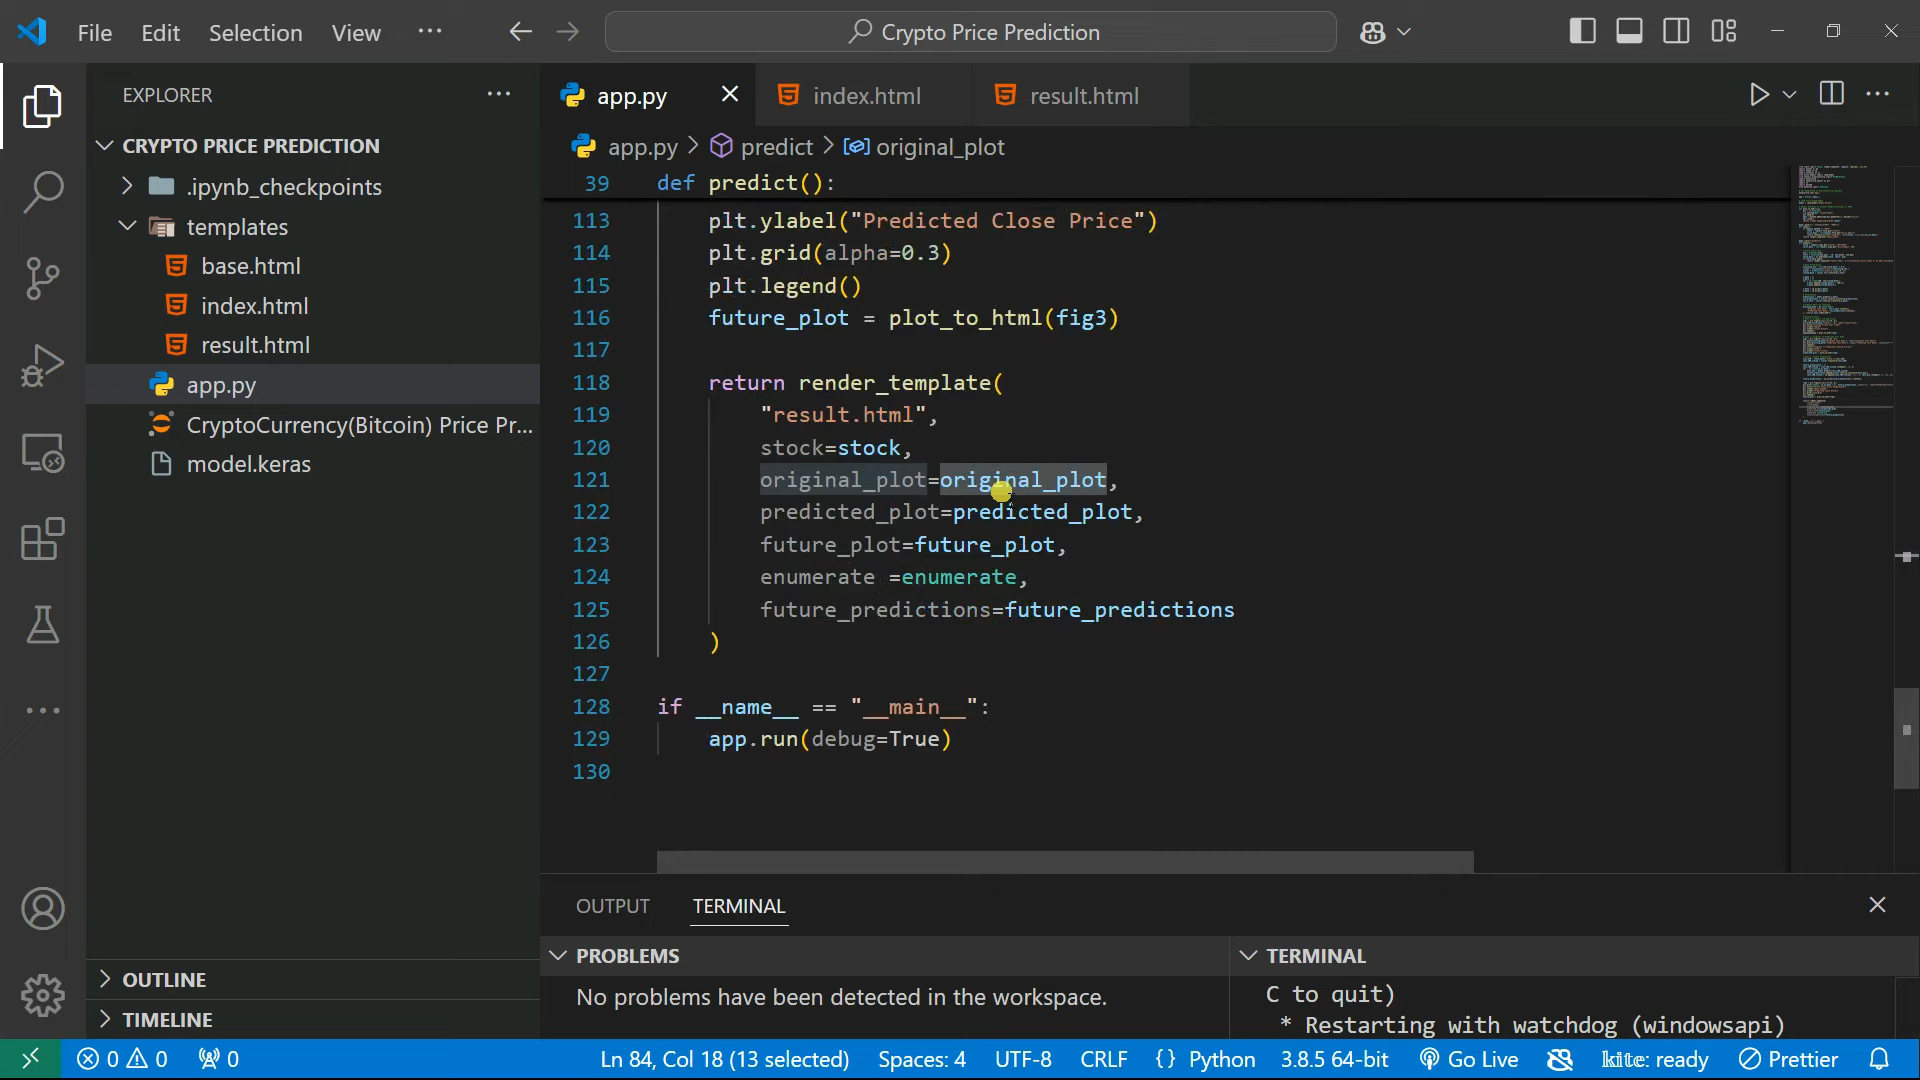 File Edit Selection View ··· Crypto Price Prediction
EXPLORER ···
CRYPTO PRICE PREDICTION
.ipynb_checkpoints
templates
base.html
index.html
result.html
app.py
CryptoCurrency(Bitcoin) Price Pr...
model.keras
OUTLINE
TIMELINE
app.py index.html result.html
app.py > predict > original_plot
39 def predict():
113 plt.ylabel("Predicted Close Price")
114 plt.grid(alpha=0.3)
115 plt.legend()
116 future_plot = plot_to_html(fig3)
117
118 return render_template(
119 "result.html",
120 stock=stock,
121 original_plot=original_plot,
122 predicted_plot=predicted_plot,
123 future_plot=future_plot,
124 enumerate =enumerate,
125 future_predictions=future_predictions
126 )
127
128 if __name__ == "__main__":
129 app.run(debug=True)
130
OUTPUT TERMINAL
PROBLEMS
No problems have been detected in the workspace.
TERMINAL
C to quit)
* Restarting with watchdog (windowsapi)
0 0 0 Ln 84, Col 18 (13 selected) Spaces: 4 UTF-8 CRLF {} Python 3.8.5 64-bit Go Live kite: ready Prettier